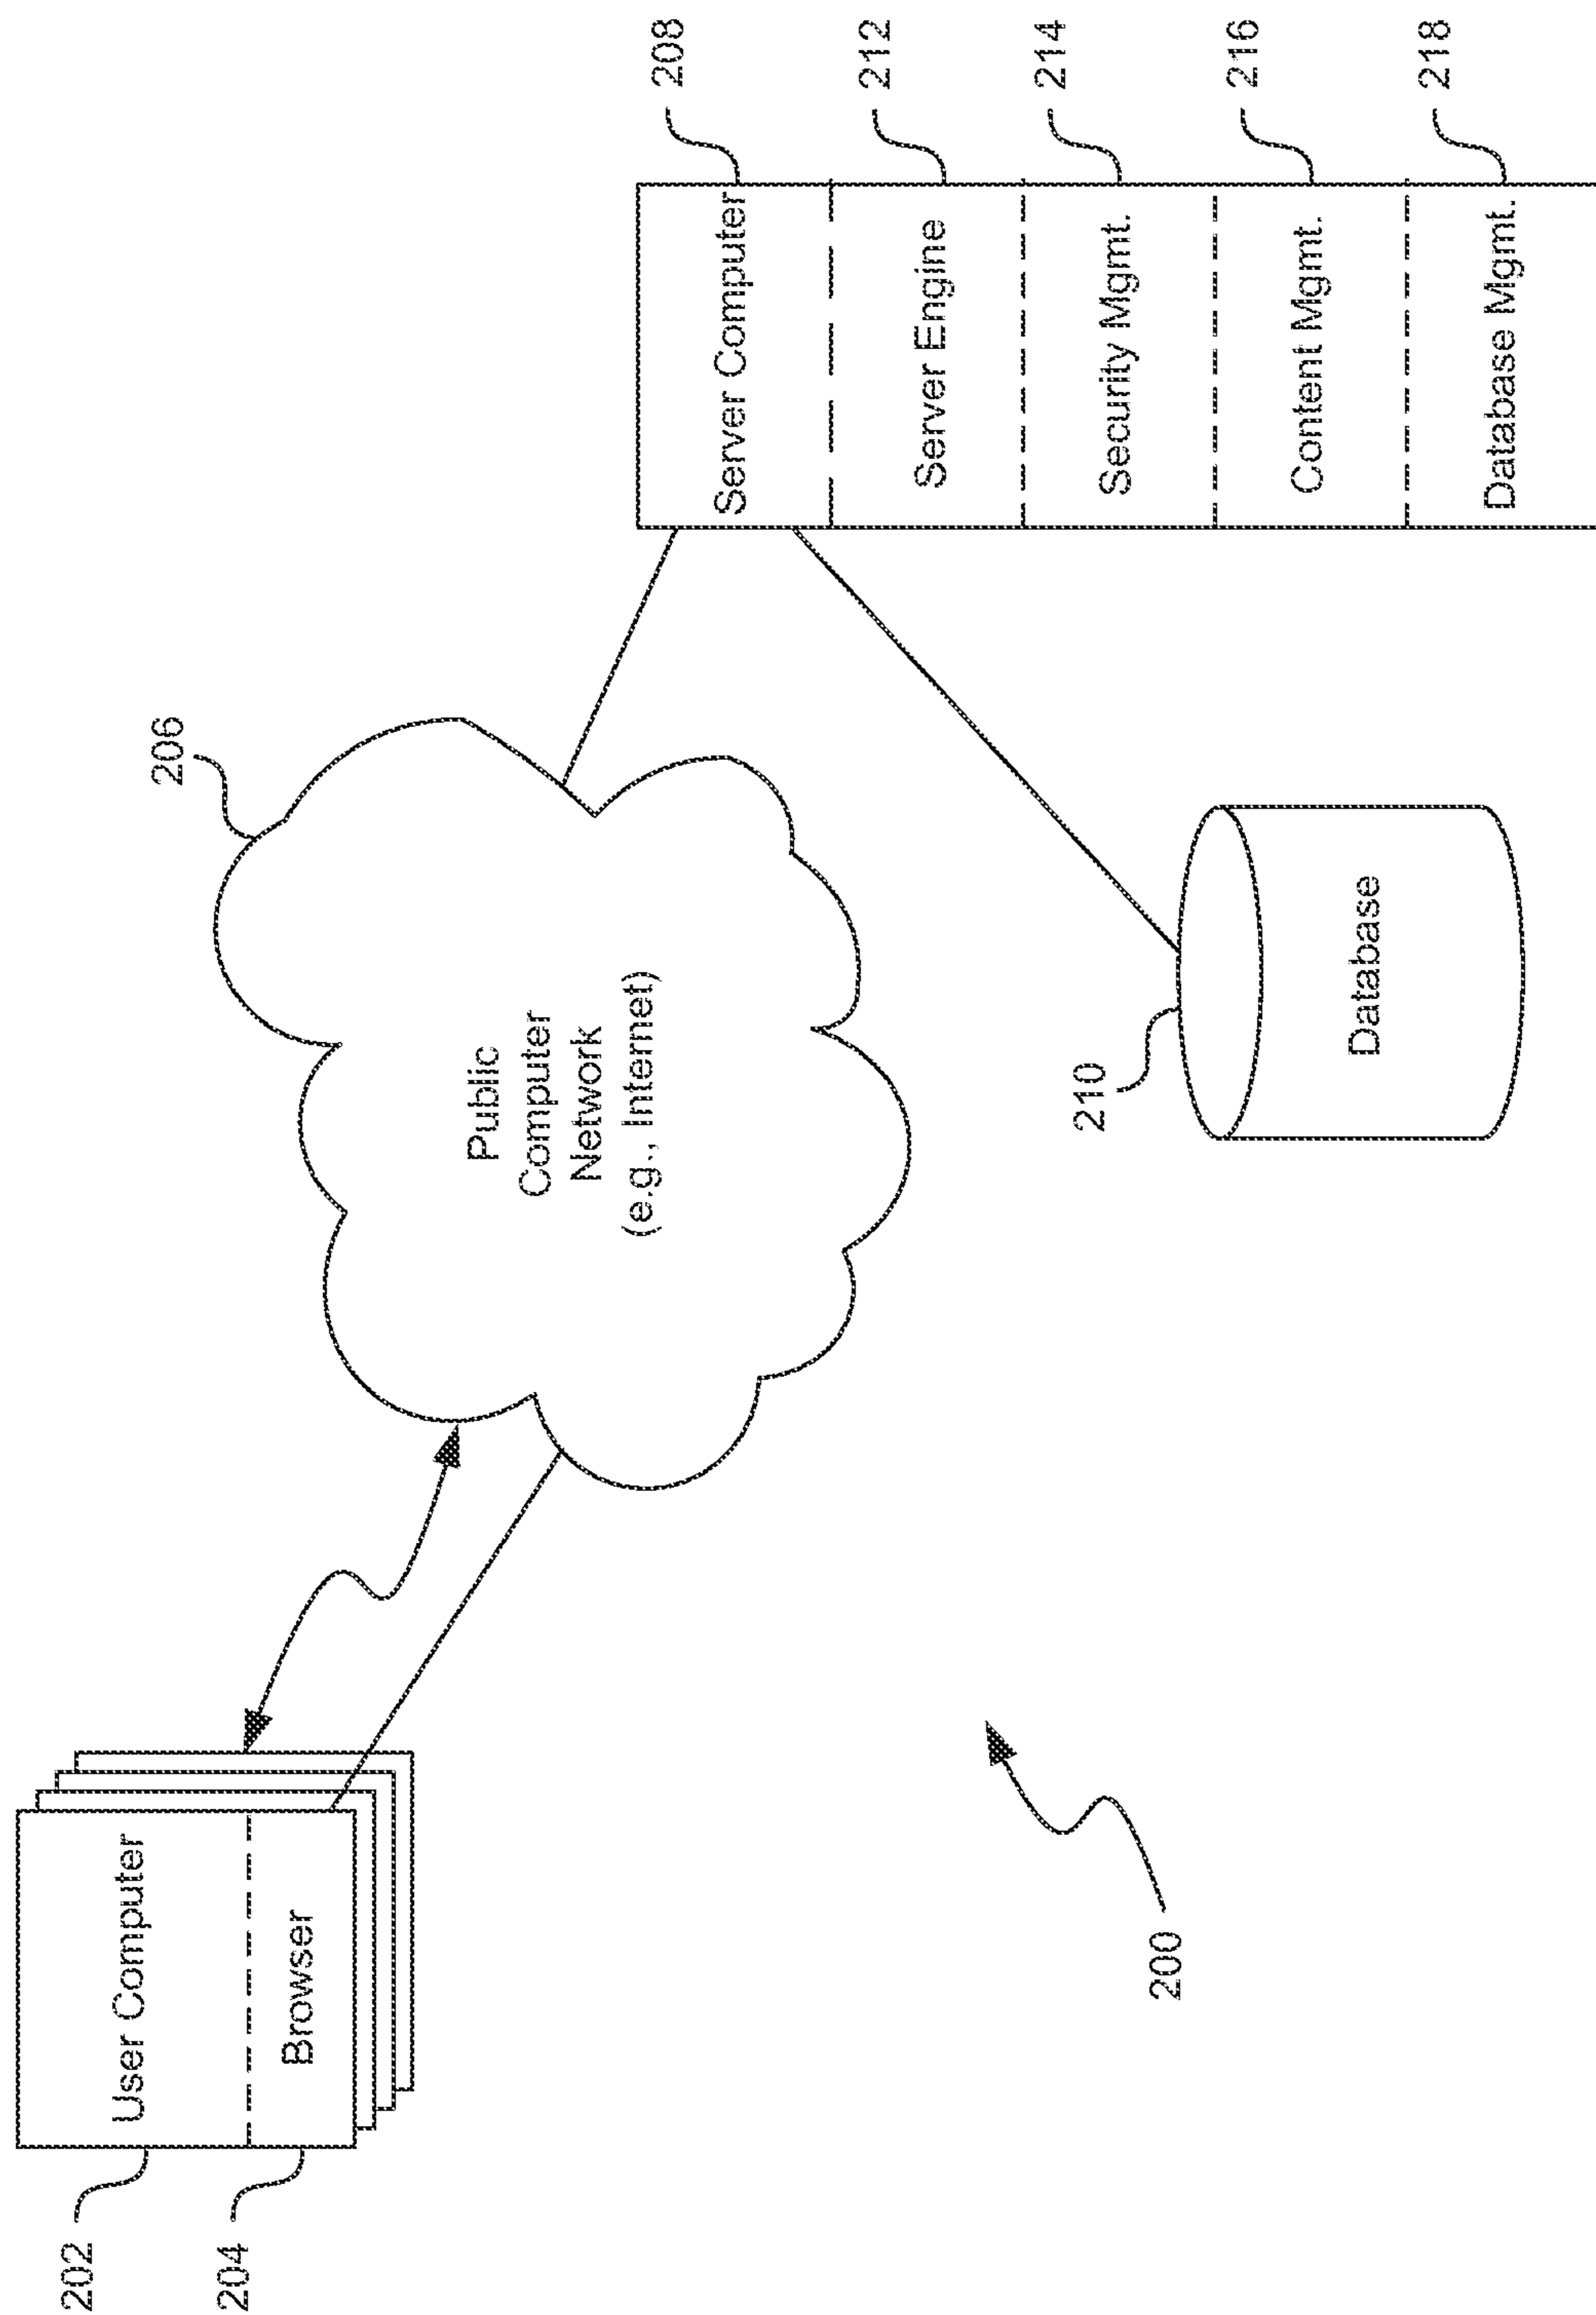 202
User Computer
204
Browser
206
Public
Computer
Network
(e.g., Internet)
Server Computer
208
Server Engine
212
Security Mgmt.
214
Content Mgmt.
216
Database Mgmt.
218
210
Database
200